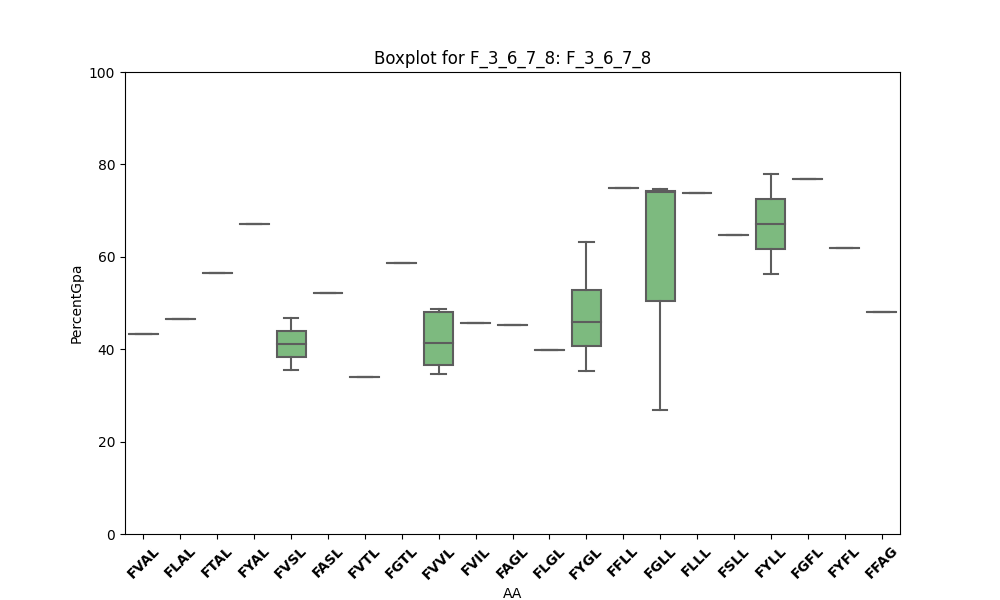 Boxplot for F_3_6_7_8: F_3_6_7_8
PercentGpa
100
80
60
40
20
0
FVAL FLAL FTAL FYAL FVSL FASL FVTL FGTL FVVL FVIL FAGL FLGL FYGL FFLL FGLL FLLL FSLL FYLL FGFL FYFL FFAG
AA